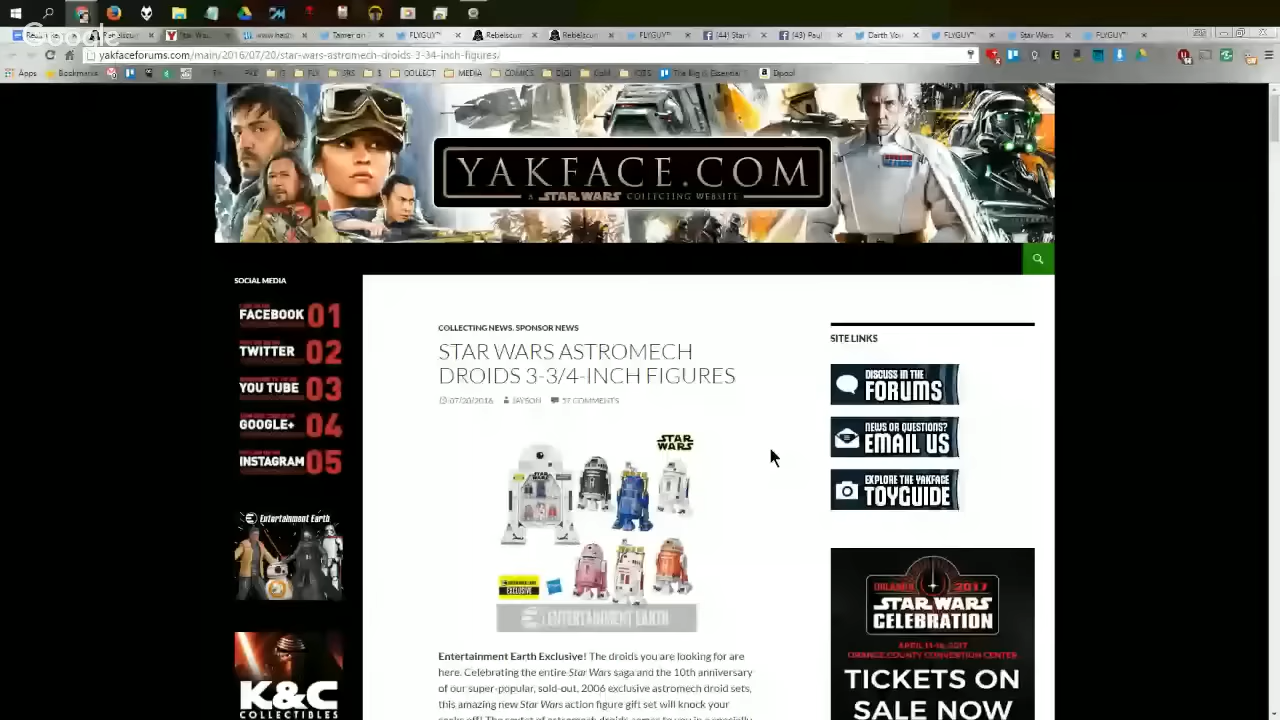 Google
yakfaceforums.com/main/2016/07/20/star-wars-astromech-droids-3-34-inch-figures/
Apps
Bookmarks
COLLECT
MEDIA
COMICS
YAKFACE.COM
A STAR WARS COLLECTING WEBSITE
SOCIAL MEDIA
FACEBOOK 01
TWITTER 02
YOU TUBE 03
GOOGLE+ 04
INSTAGRAM 05
Entertainment Earth
K&C
COLLECTIBLES
COLLECTING NEWS, SPONSOR NEWS
STAR WARS ASTROMECH
DROIDS 3-3/4-INCH FIGURES
07/20/2016 JAYSON 57 COMMENTS
STAR
WARS
EXCLUSIVE
ENTERTAINMENT EARTH
Entertainment Earth Exclusive! The droids you are looking for are
here. Celebrating the entire Star Wars saga and the 10th anniversary
of our super-popular, sold-out, 2006 exclusive astromech droid sets,
this amazing new Star Wars action figure gift set will knock your
SITE LINKS
DISCUSS IN THE
FORUMS
NEWS OR QUESTIONS?
EMAIL US
EXPLORE THE YAKFACE
TOYGUIDE
ORLANDO 2017
STAR WARS
CELEBRATION
APRIL 13-16, 2017
ORANGE COUNTY CONVENTION CENTER
TICKETS ON
SALE NOW